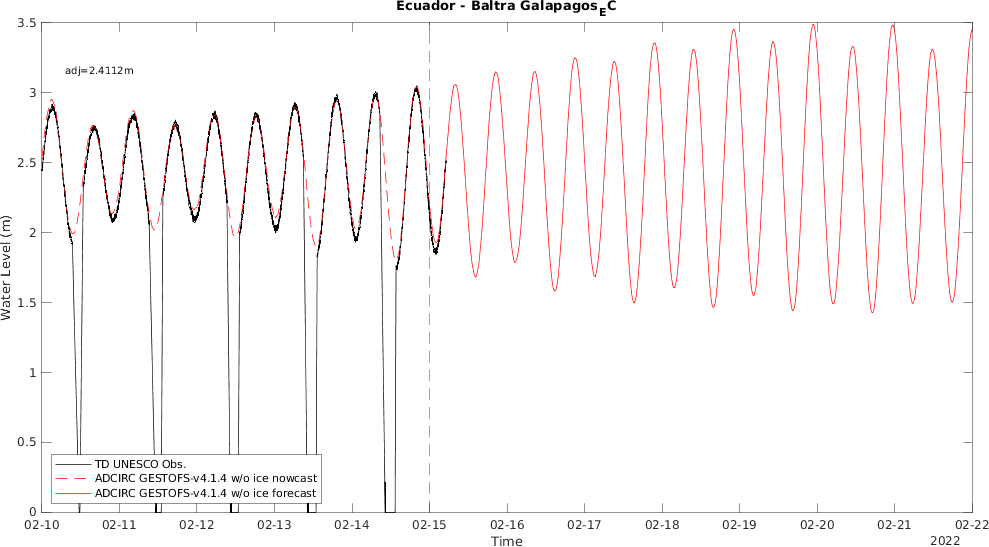 Ecuador - Baltra Galapagos_EC
3.5
adj=2.4112m
3
2.5
2
Water Level (m)
1.5
1
0.5
TD UNESCO Obs.
ADCIRC GESTOFS-v4.1.4 w/o ice nowcast
ADCIRC GESTOFS-v4.1.4 w/o ice forecast
0
02-10 02-11 02-12 02-13 02-14 02-15 02-16 02-17 02-18 02-19 02-20 02-21 02-22
Time
2022